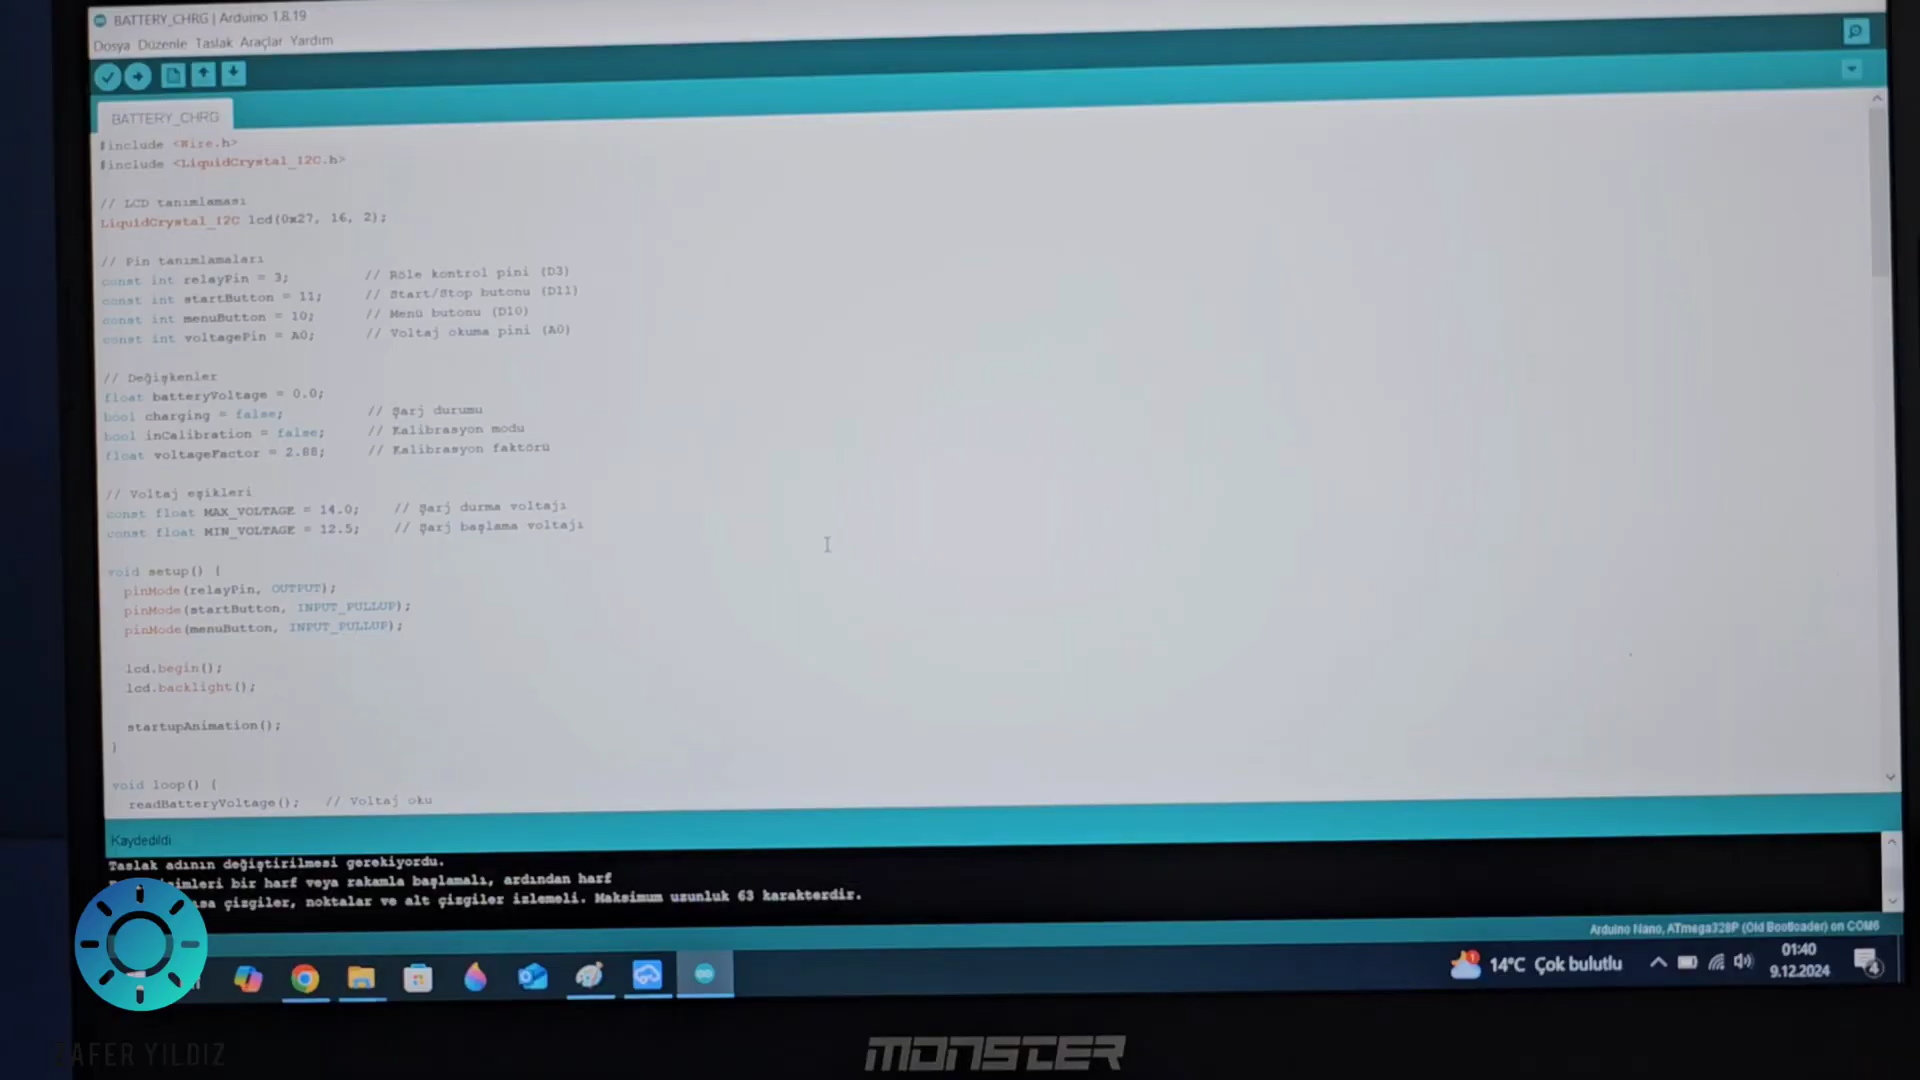 BATTERY_CHRG | Arduino 1.8.19
Dosya Düzenle Taslak Araçlar Yardım
BATTERY_CHRG
#include <Wire.h>
#include <LiquidCrystal_I2C.h>
// LCD tanımlaması
LiquidCrystal_I2C lcd(0x27, 16, 2);
// Pin tanımlamaları
const int relayPin = 3; // Röle kontrol pini (D3)
const int startButton = 11; // Start/Stop butonu (D11)
const int menuButton = 10; // Menü butonu (D10)
const int voltagePin = A0; // Voltaj okuma pini (A0)
// Değişkenler
float batteryVoltage = 0.0;
bool charging = false; // Şarj durumu
bool inCalibration = false; // Kalibrasyon modu
float voltageFactor = 2.88; // Kalibrasyon faktörü
// Voltaj eşikleri
const float MAX_VOLTAGE = 14.0; // Şarj durma voltajı
const float MIN_VOLTAGE = 12.5; // Şarj başlama voltajı
void setup() {
pinMode(relayPin, OUTPUT);
pinMode(startButton, INPUT_PULLUP);
pinMode(menuButton, INPUT_PULLUP);
lcd.begin();
lcd.backlight();
startupAnimation();
}
void loop() {
readBatteryVoltage(); // Voltaj oku
Kaydedildi
Taslak adının değiştirilmesi gerekiyordu.
bir harf veya rakamla başlamalı, ardından harf
çizgiler, noktalar ve alt çizgiler izlemeli. Maksimum uzunluk 63 karakterdir.
Arduino Nano, ATmega328P (Old Bootloader) on COM6
14°C Çok bulutlu
01:40
9.12.2024
4
MONSTER
ZAFER YILDIZ